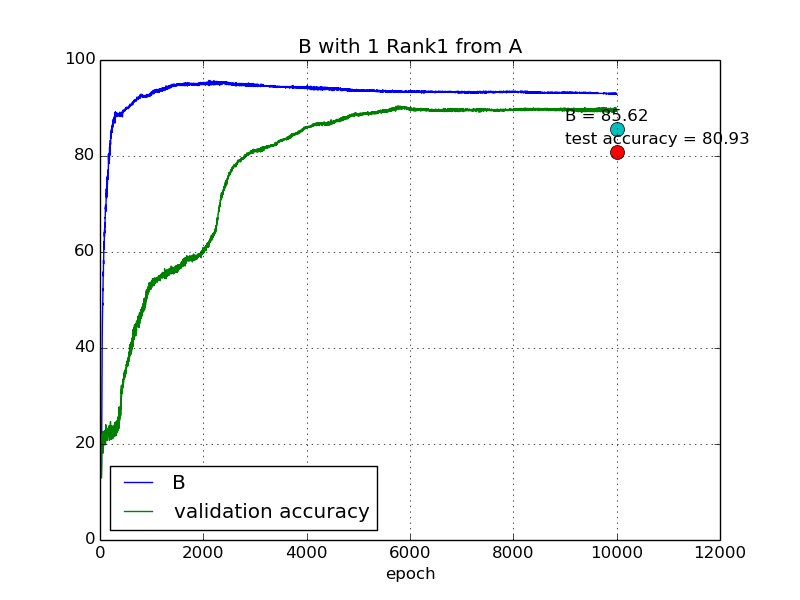 B with 1 Rank1 from A
100
80
60
40
20
0
B = 85.62
test accuracy = 80.93
B
validation accuracy
0 2000 4000 6000 8000 10000 12000
epoch